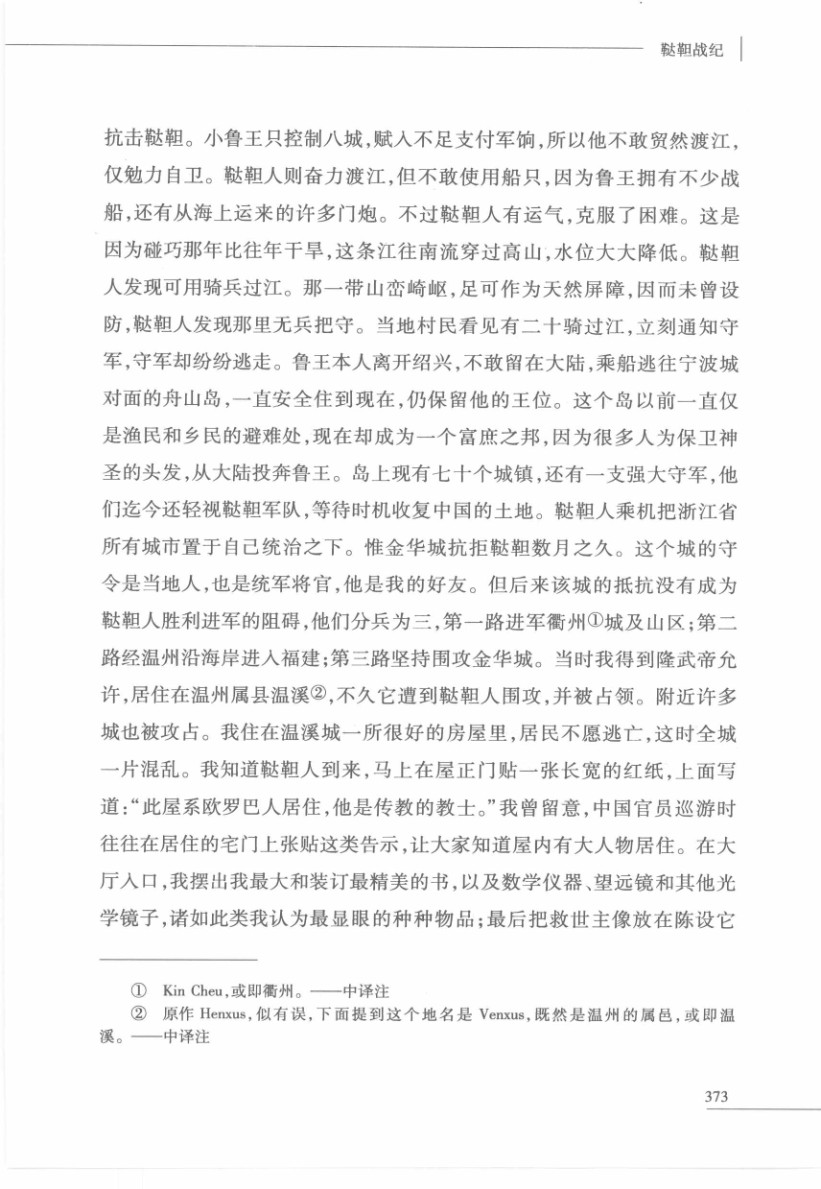 鞑靼战纪
抗击鞑靼。小鲁王只控制八城,赋入不足支付军饷,所以他不敢贸然渡江,
仅勉力自卫。鞑靼人则奋力渡江,但不敢使用船只,因为鲁王拥有不少战
船,还有从海上运来的许多门炮。不过鞑靼人有运气,克服了困难。这是
因为碰巧那年比往年干旱,这条江往南流穿过高山,水位大大降低。鞑靼
人发现可用骑兵过江。那一带山峦崎岖,足可作为天然屏障,因而未曾设
防,鞑靼人发现那里无兵把守。当地村民看见有二十骑过江,立刻通知守
军,守军却纷纷逃走。鲁王本人离开绍兴,不敢留在大陆,乘船逃往宁波城
对面的舟山岛,一直安全住到现在,仍保留他的王位。这个岛以前一直仅
是渔民和乡民的避难处,现在却成为一个富庶之邦,因为很多人为保卫神
圣的头发,从大陆投奔鲁王。岛上现有七十个城镇,还有一支强大守军,他
们迄今还轻视鞑靼军队,等待时机收复中国的土地。鞑靼人乘机把浙江省
所有城市置于自己统治之下。惟金华城抗拒鞑靼数月之久。这个城的守
令是当地人,也是统军将官,他是我的好友。但后来该城的抵抗没有成为
鞑靼人胜利进军的阻碍,他们分兵为三,第一路进军衢州①城及山区;第二
路经温州沿海岸进入福建;第三路坚持围攻金华城。当时我得到隆武帝允
许,居住在温州属县温溪②,不久它遭到鞑靼人围攻,并被占领。附近许多
城也被攻占。我住在温溪城一所很好的房屋里,居民不愿逃亡,这时全城
一片混乱。我知道鞑靼人到来,马上在屋正门贴一张长宽的红纸,上面写
道:“此屋系欧罗巴人居住,他是传教的教士。”我曾留意,中国官员巡游时
往往在居住的宅门上张贴这类告示,让大家知道屋内有大人物居住。在大
厅入口,我摆出我最大和装订最精美的书,以及数学仪器、望远镜和其他光
学镜子,诸如此类我认为最显眼的种种物品;最后把救世主像放在陈设它
① Kin Cheu,或即衢州。——中译注
② 原作 Henxus,似有误,下面提到这个地名是 Venxus,既然是温州的属邑,或即温
溪。——中译注
373